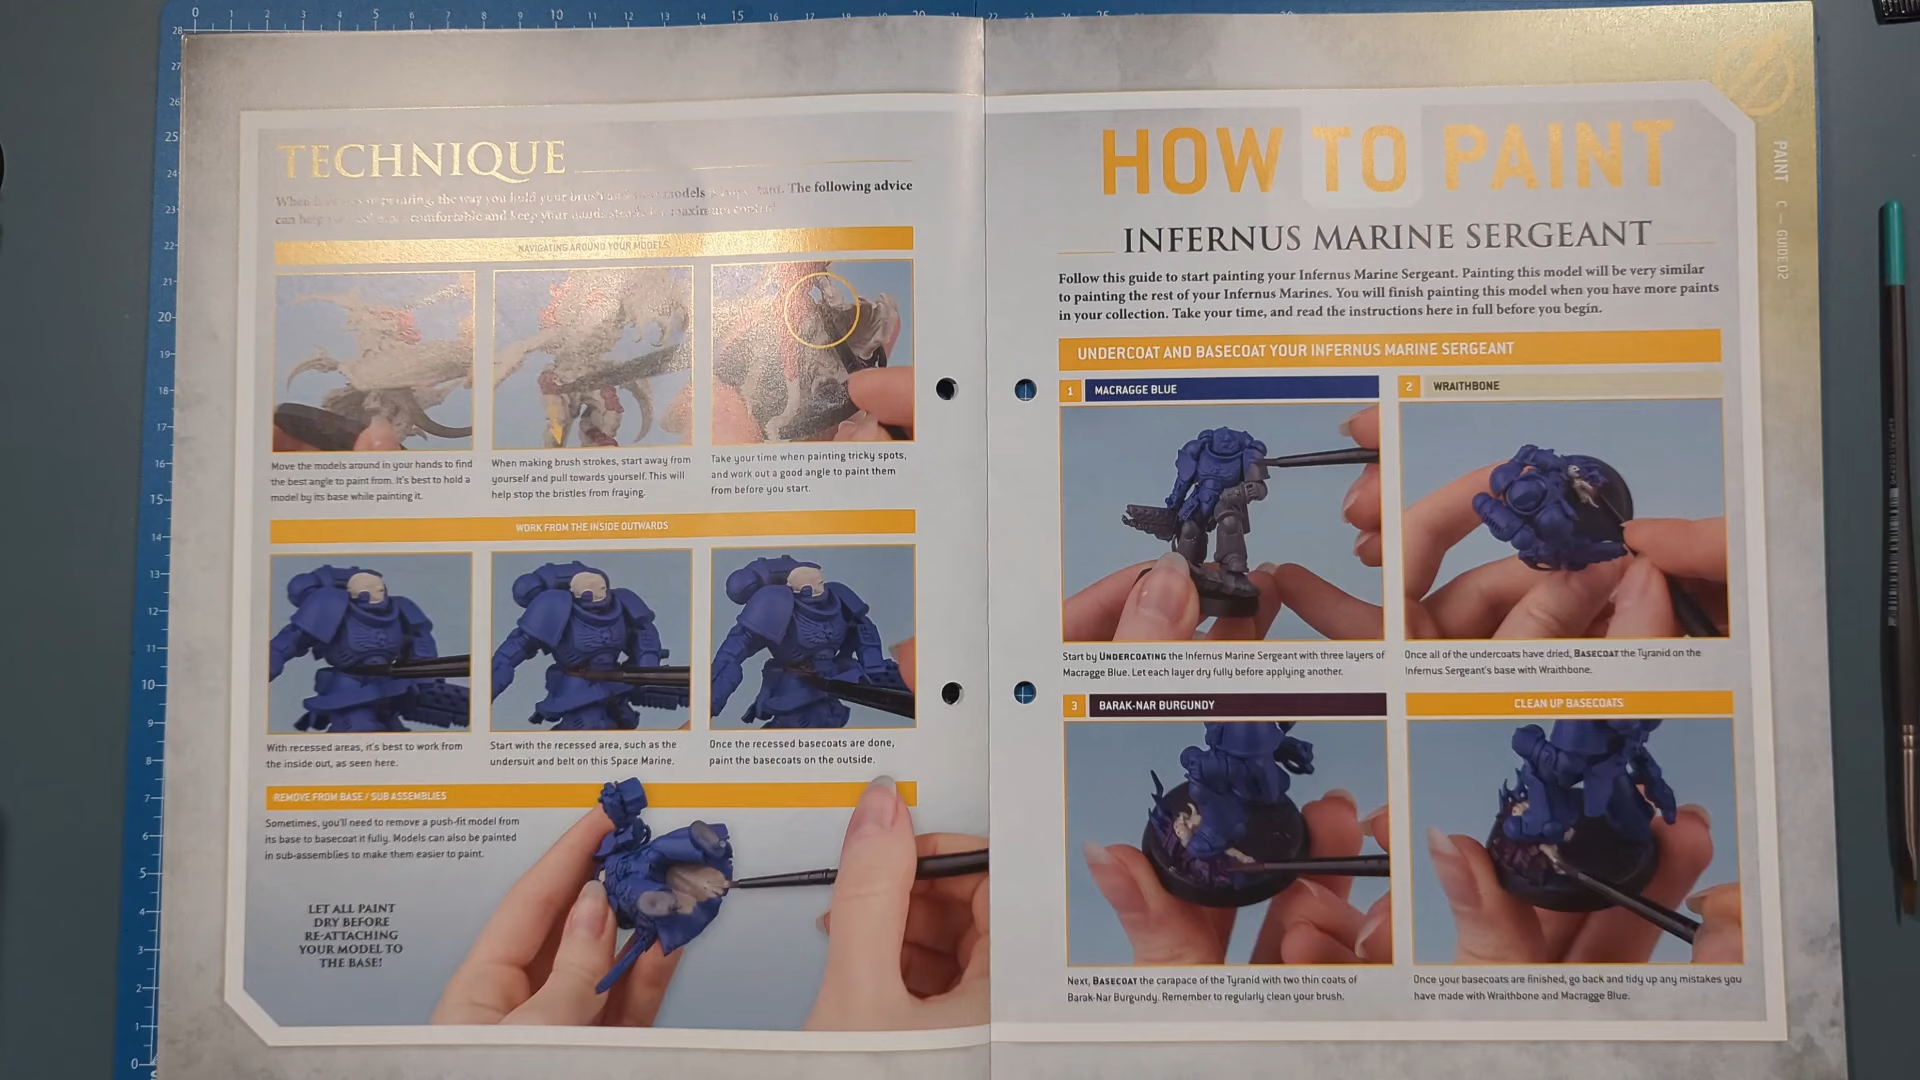 TECHNIQUE
the way you hold your brush models The following advice
can comfortable and keep your
NAVIGATING AROUND YOUR MODELS
Move the models around in your hands to find
the best angle to paint from. It's best to hold a
model by its base while painting it.
When making brush strokes, start away from
yourself and pull towards yourself. This will
help stop the bristles from fraying.
Take your time when painting tricky spots,
and work out a good angle to paint them
from before you start.
WORK FROM THE INSIDE OUTWARDS
With recessed areas, it's best to work from
the inside out, as seen here.
Start with the recessed area, such as the
undersuit and belt on this Space Marine.
Once the recessed basecoats are done,
paint the basecoats on the outside.
REMOVE FROM BASE / SUB ASSEMBLIES
Sometimes, you'll need to remove a push-fit model from
its base to basecoat it fully. Models can also be painted
in sub-assemblies to make them easier to paint.
LET ALL PAINT
DRY BEFORE
RE-ATTACHING
YOUR MODEL TO
THE BASE!
HOW TO PAINT
INFERNUS MARINE SERGEANT
Follow this guide to start painting your Infernus Marine Sergeant. Painting this model will be very similar
to painting the rest of your Infernus Marines. You will finish painting this model when you have more paints
in your collection. Take your time, and read the instructions here in full before you begin.
UNDERCOAT AND BASECOAT YOUR INFERNUS MARINE SERGEANT
1 MACRAGGE BLUE
Start by UNDERCOATING the Infernus Marine Sergeant with three layers of
Macragge Blue. Let each layer dry fully before applying another.
2 WRAITHBONE
Once all of the undercoats have dried, BASECOAT the Tyranid on the
Infernus Sergeant's base with Wraithbone.
3 BARAK-NAR BURGUNDY
Next, BASECOAT the carapace of the Tyranid with two thin coats of
Barak-Nar Burgundy. Remember to regularly clean your brush.
CLEAN UP BASECOATS
Once your basecoats are finished, go back and tidy up any mistakes you
have made with Wraithbone and Macragge Blue.
PAINT C — GUIDE 02